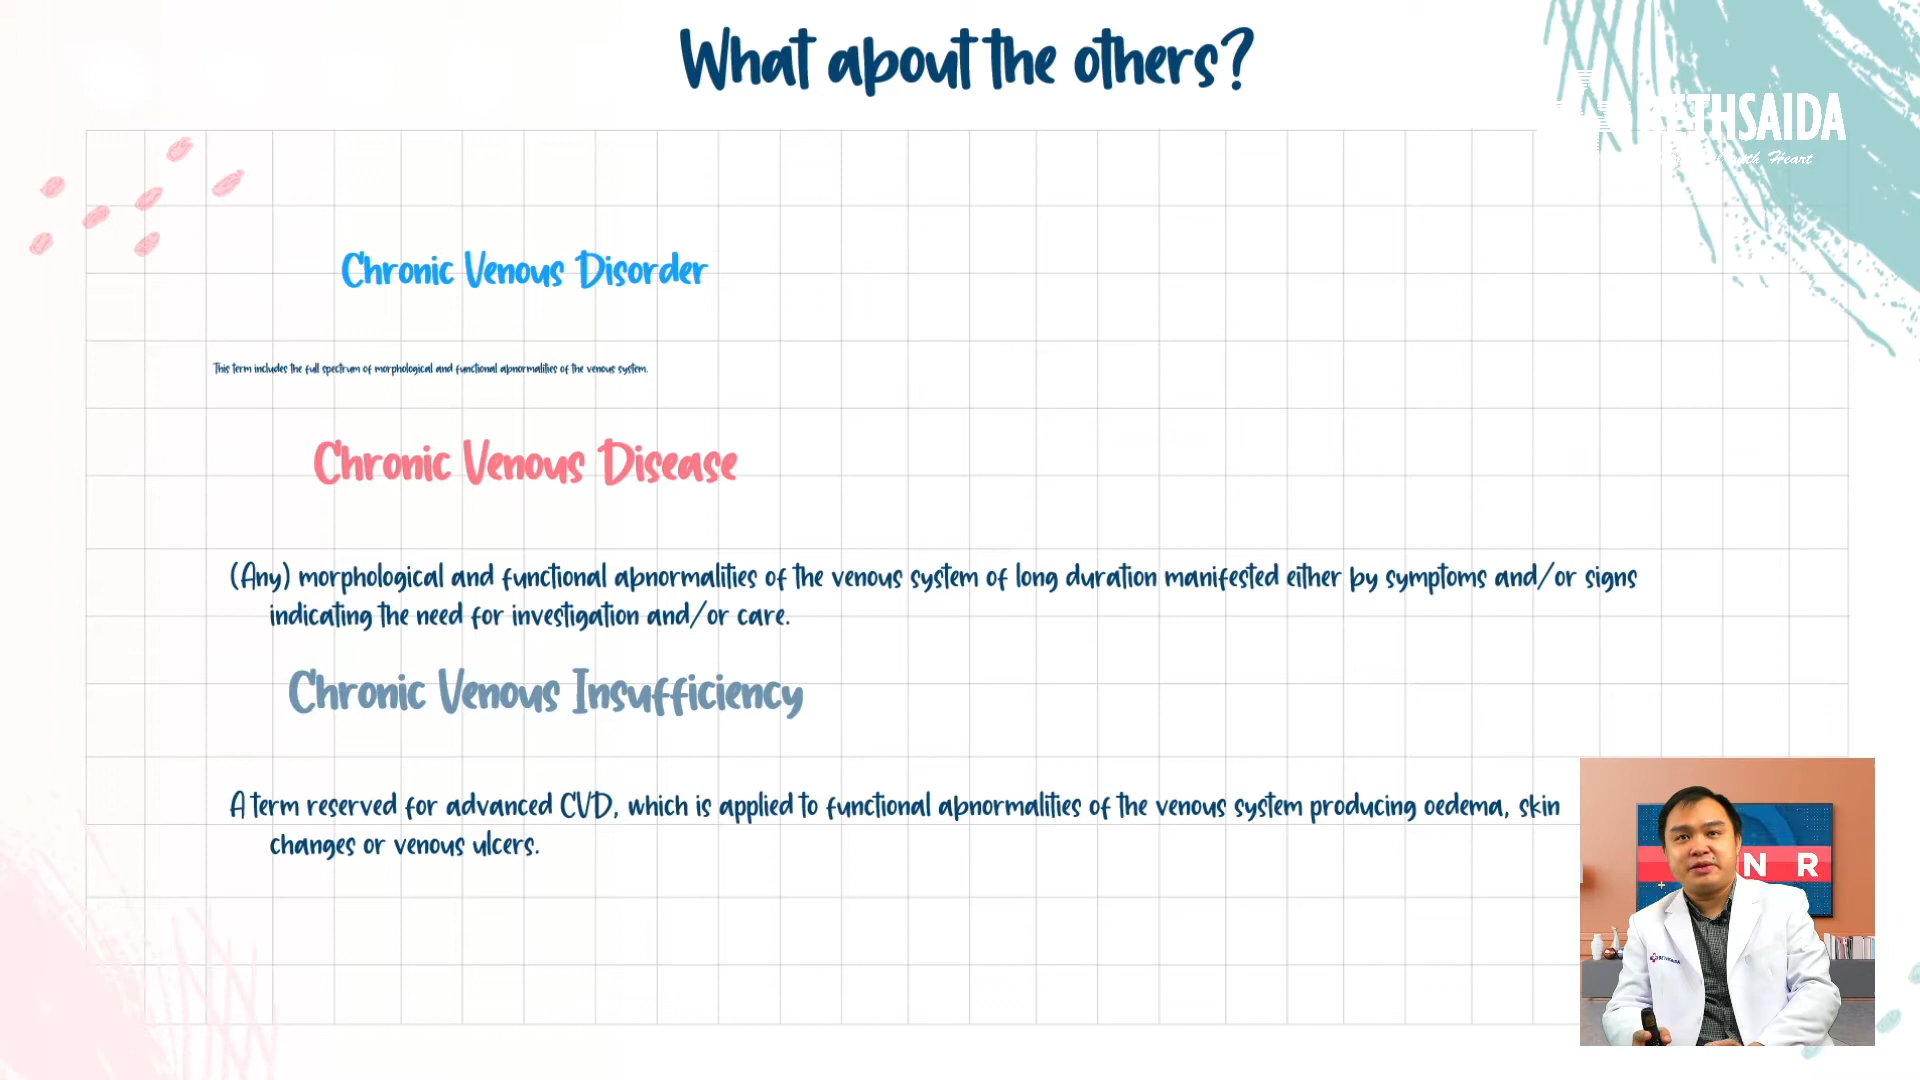 What about the others?
BETHSAIDA
with Heart
Chronic Venous Disorder
This term includes the full spectrum of morphological and functional abnormalities of the venous system.
Chronic Venous Disease
(Any) morphological and functional abnormalities of the venous system of long duration manifested either by symptoms and/or signs
indicating the need for investigation and/or care.
Chronic Venous Insufficiency
A term reserved for advanced CVD, which is applied to functional abnormalities of the venous system producing oedema, skin
changes or venous ulcers.
N R
BETHSAIDA